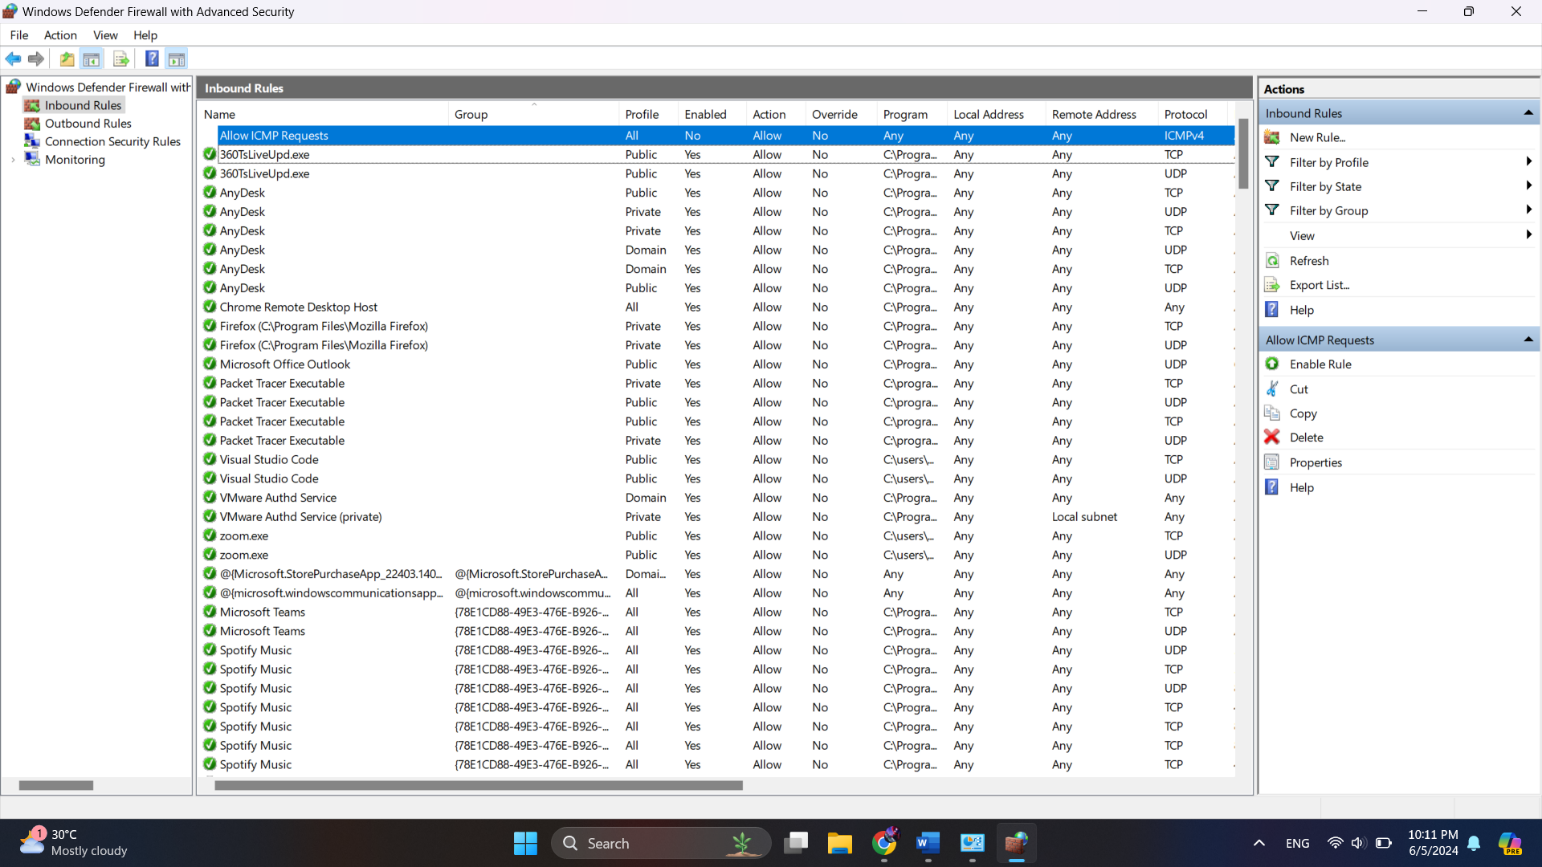 Windows Defender Firewall with Advanced Security
File Action View Help
Windows Defender Firewall with
Inbound Rules
Outbound Rules
Connection Security Rules
Monitoring
Inbound Rules
Name Group Profile Enabled Action Override Program Local Address Remote Address Protocol
Allow ICMP Requests All No Allow No Any Any Any ICMPv4
360TsLiveUpd.exe Public Yes Allow No C:\Progra... Any Any TCP
360TsLiveUpd.exe Public Yes Allow No C:\Progra... Any Any UDP
AnyDesk Public Yes Allow No C:\Progra... Any Any TCP
AnyDesk Private Yes Allow No C:\Progra... Any Any UDP
AnyDesk Private Yes Allow No C:\Progra... Any Any TCP
AnyDesk Domain Yes Allow No C:\Progra... Any Any UDP
AnyDesk Domain Yes Allow No C:\Progra... Any Any TCP
AnyDesk Public Yes Allow No C:\Progra... Any Any UDP
Chrome Remote Desktop Host All Yes Allow No C:\Progra... Any Any Any
Firefox (C:\Program Files\Mozilla Firefox) Private Yes Allow No C:\Progra... Any Any TCP
Firefox (C:\Program Files\Mozilla Firefox) Private Yes Allow No C:\Progra... Any Any UDP
Microsoft Office Outlook Public Yes Allow No C:\Progra... Any Any UDP
Packet Tracer Executable Private Yes Allow No C:\progra... Any Any TCP
Packet Tracer Executable Public Yes Allow No C:\progra... Any Any UDP
Packet Tracer Executable Public Yes Allow No C:\progra... Any Any TCP
Packet Tracer Executable Private Yes Allow No C:\progra... Any Any UDP
Visual Studio Code Public Yes Allow No C:\users\... Any Any TCP
Visual Studio Code Public Yes Allow No C:\users\... Any Any UDP
VMware Authd Service Domain Yes Allow No C:\Progra... Any Any Any
VMware Authd Service (private) Private Yes Allow No C:\Progra... Any Local subnet Any
zoom.exe Public Yes Allow No C:\users\... Any Any TCP
zoom.exe Public Yes Allow No C:\users\... Any Any UDP
@{Microsoft.StorePurchaseApp_22403.140... @{Microsoft.StorePurchaseA... Domai... Yes Allow No Any Any Any Any
@{microsoft.windowscommunicationsapp... @{microsoft.windowscommu... All Yes Allow No Any Any Any Any
Microsoft Teams {78E1CD88-49E3-476E-B926-... All Yes Allow No C:\Progra... Any Any TCP
Microsoft Teams {78E1CD88-49E3-476E-B926-... All Yes Allow No C:\Progra... Any Any UDP
Spotify Music {78E1CD88-49E3-476E-B926-... All Yes Allow No C:\Progra... Any Any UDP
Spotify Music {78E1CD88-49E3-476E-B926-... All Yes Allow No C:\Progra... Any Any TCP
Spotify Music {78E1CD88-49E3-476E-B926-... All Yes Allow No C:\Progra... Any Any UDP
Spotify Music {78E1CD88-49E3-476E-B926-... All Yes Allow No C:\Progra... Any Any TCP
Spotify Music {78E1CD88-49E3-476E-B926-... All Yes Allow No C:\Progra... Any Any TCP
Spotify Music {78E1CD88-49E3-476E-B926-... All Yes Allow No C:\Progra... Any Any TCP
Spotify Music {78E1CD88-49E3-476E-B926-... All Yes Allow No C:\Progra... Any Any TCP
Actions
Inbound Rules
New Rule...
Filter by Profile
Filter by State
Filter by Group
View
Refresh
Export List...
Help
Allow ICMP Requests
Enable Rule
Cut
Copy
Delete
Properties
Help
1
30°C
Mostly cloudy
Search
ENG
10:11 PM
6/5/2024
PRE